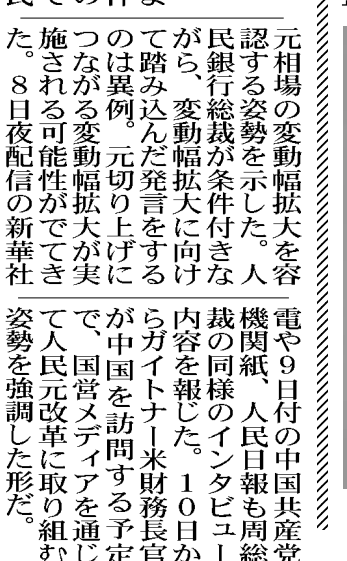 元相場の変動幅拡大を容
認する姿勢を示した。人
民銀行総裁が条件付きな
がら、変動幅拡大に向け
て踏み込んだ発言をする
のは異例。元切り上げに
つながる変動幅拡大が実
施される可能性がでてき
た。8日夜配信の新華社
電や9日付の中国共産党
機関紙、人民日報も周総
裁の同様のインタビュー
内容を報じた。10日か
らガイトナー米財務長官
が中国を訪問する予定
で、国営メディアを通じ
て人民元改革に取り組む
姿勢を強調した形だ。